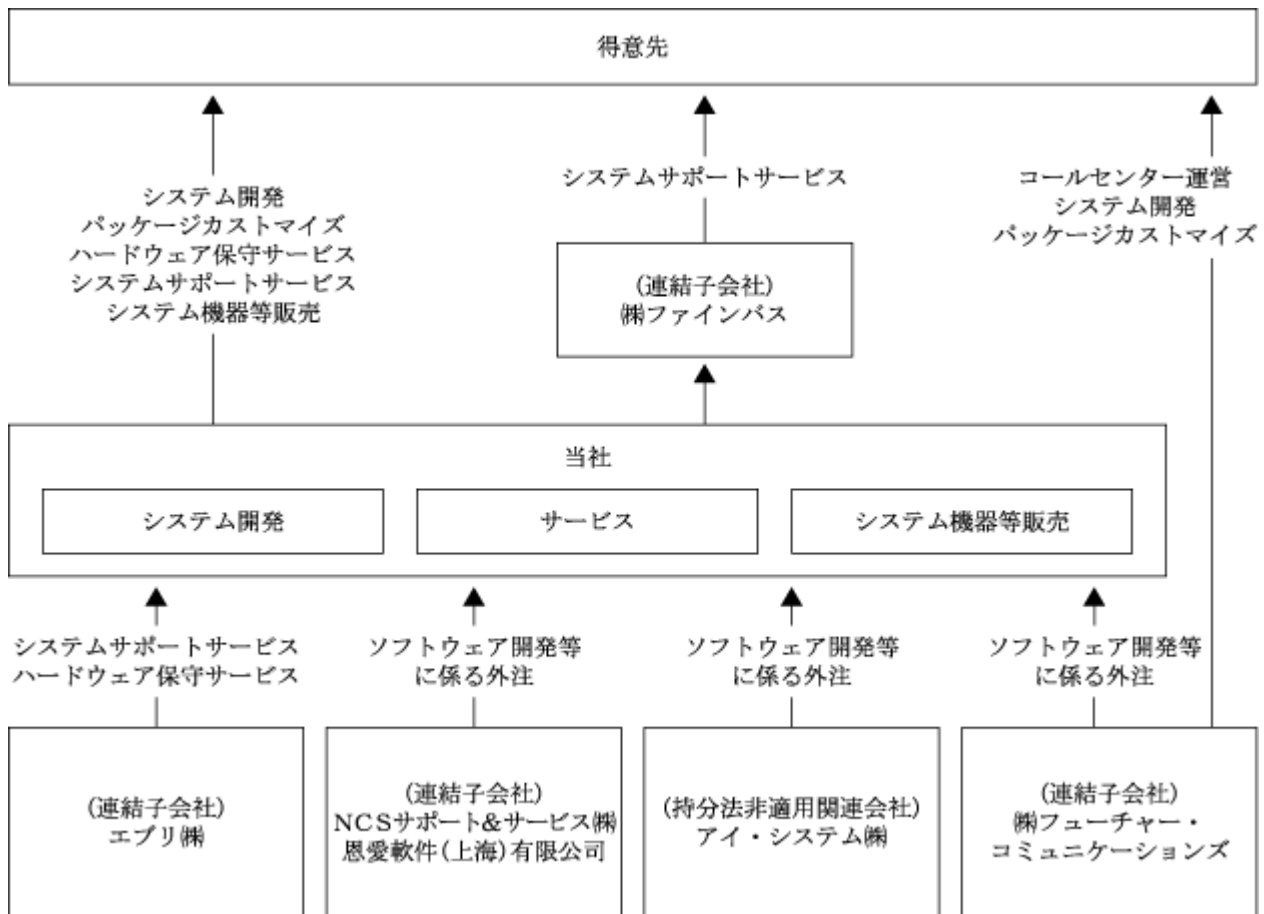 得意先
システム開発
パッケージカストマイズ
ハードウェア保守サービス
システムサポートサービス
システム機器等販売
システムサポートサービス
コールセンター運営
システム開発
パッケージカストマイズ
(連結子会社)
㈱ファインバス
当社
システム開発
サービス
システム機器等販売
システムサポートサービス
ハードウェア保守サービス
ソフトウェア開発等
に係る外注
ソフトウェア開発等
に係る外注
ソフトウェア開発等
に係る外注
(連結子会社)
エブリ㈱
(連結子会社)
NCSサポート&サービス㈱
恩愛軟件(上海)有限公司
(持分法非適用関連会社)
アイ・システム㈱
(連結子会社)
㈱フューチャー・
コミュニケーションズ